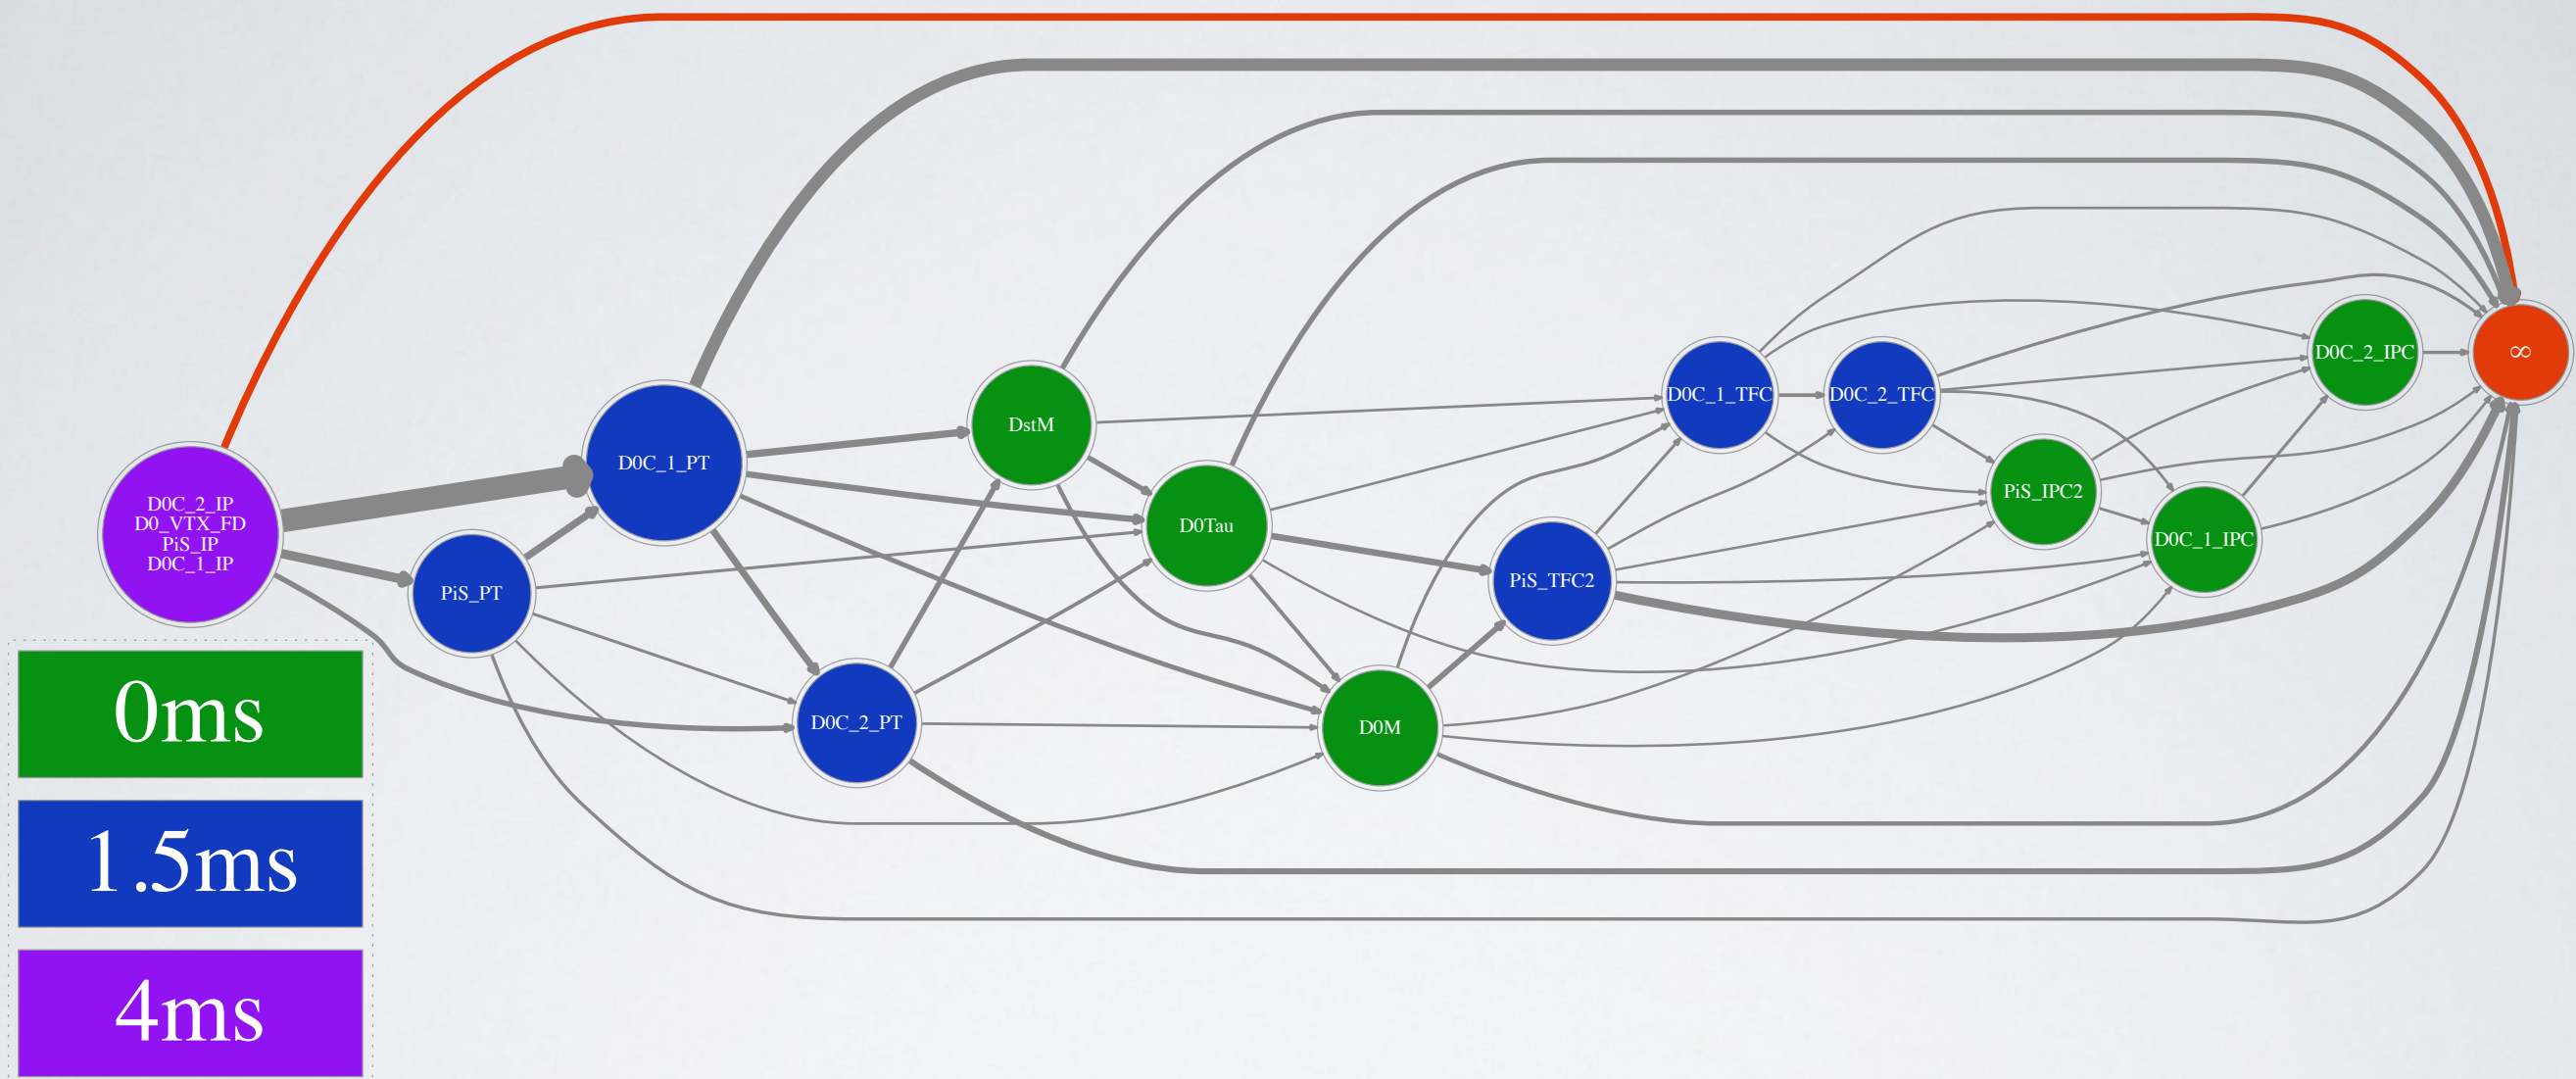 D0C_2_IP
D0_VTX_FD
PiS_IP
D0C_1_IP
PiS_PT
D0C_1_PT
D0C_2_PT
DstM
D0Tau
D0M
PiS_TFC2
D0C_1_TFC
D0C_2_TFC
PiS_IPC2
D0C_1_IPC
D0C_2_IPC
∞
0ms
1.5ms
4ms